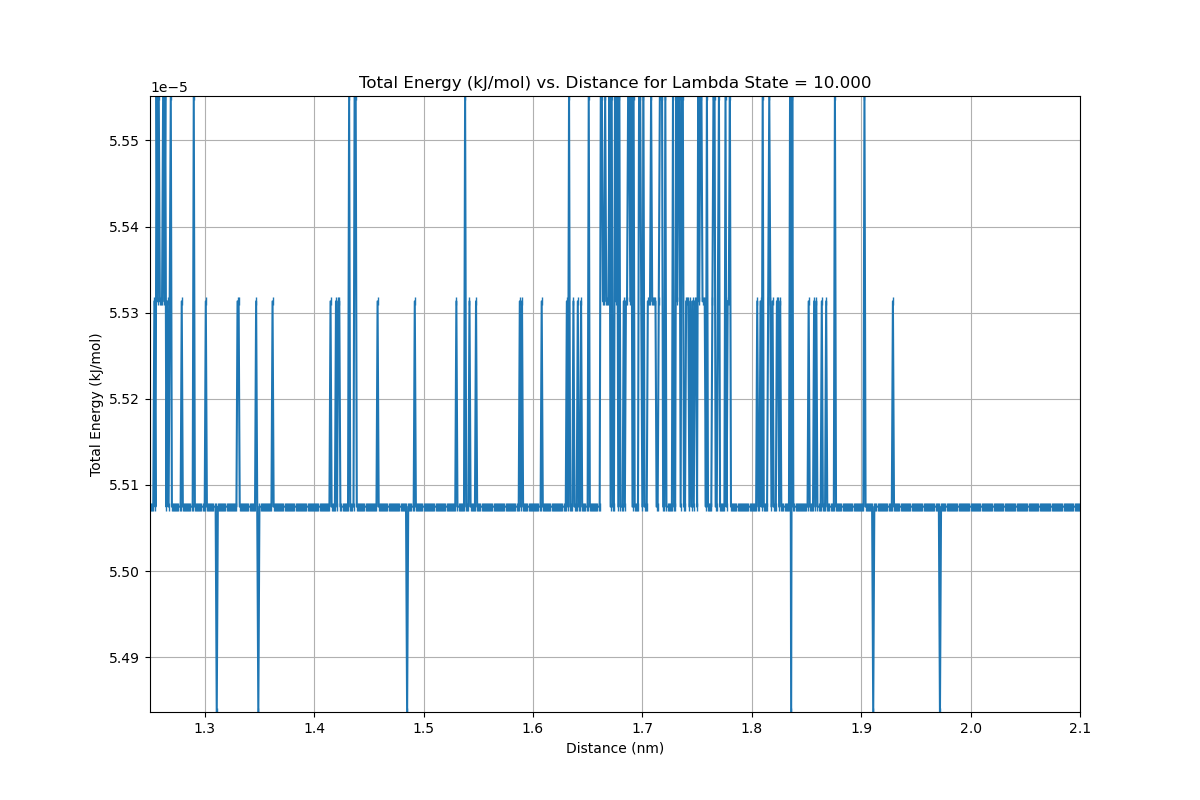 Total Energy (kJ/mol) vs. Distance for Lambda State = 10.000
1e−5
5.55
5.54
5.53
5.52
5.51
5.50
5.49
Total Energy (kJ/mol)
1.3 1.4 1.5 1.6 1.7 1.8 1.9 2.0 2.1
Distance (nm)